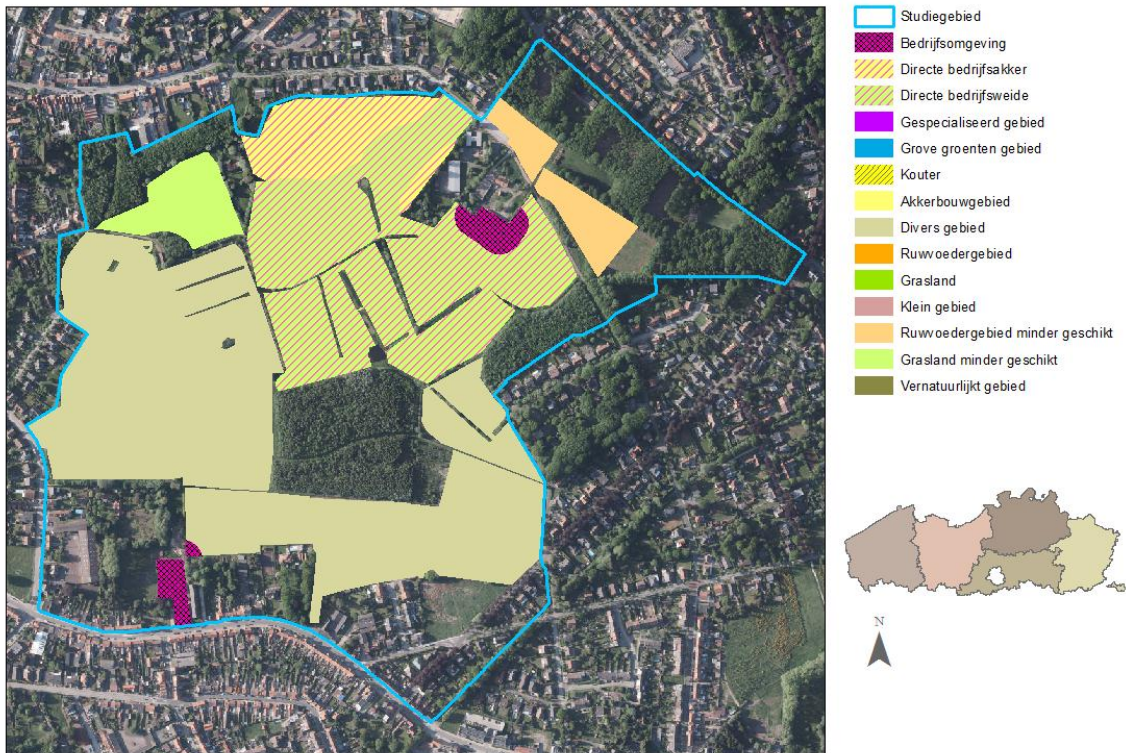 Studiegebied
Bedrijfsomgeving
Directe bedrijfsakker
Directe bedrijfsweide
Gespecialiseerd gebied
Grove groenten gebied
Kouter
Akkerbouwgebied
Divers gebied
Ruwvoedergebied
Grasland
Klein gebied
Ruwvoedergebied minder geschikt
Grasland minder geschikt
Vernatuurlijkt gebied
N